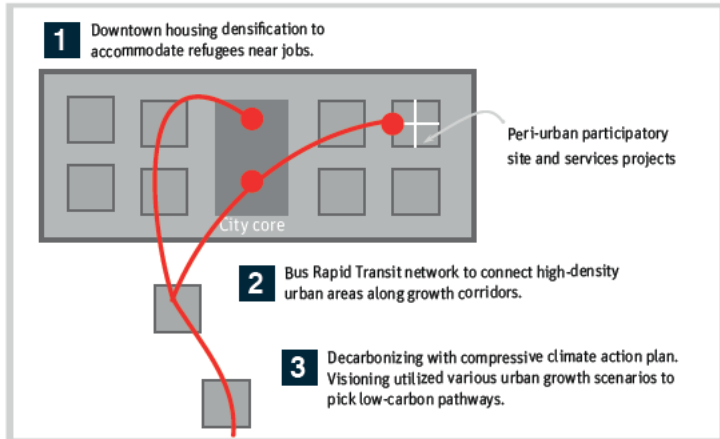 1
Downtown housing densification to
accommodate refugees near jobs.
Peri-urban participatory
site and services projects
City core
2
Bus Rapid Transit network to connect high-density
urban areas along growth corridors.
3
Decarbonizing with compressive climate action plan.
Visioning utilized various urban growth scenarios to
pick low-carbon pathways.